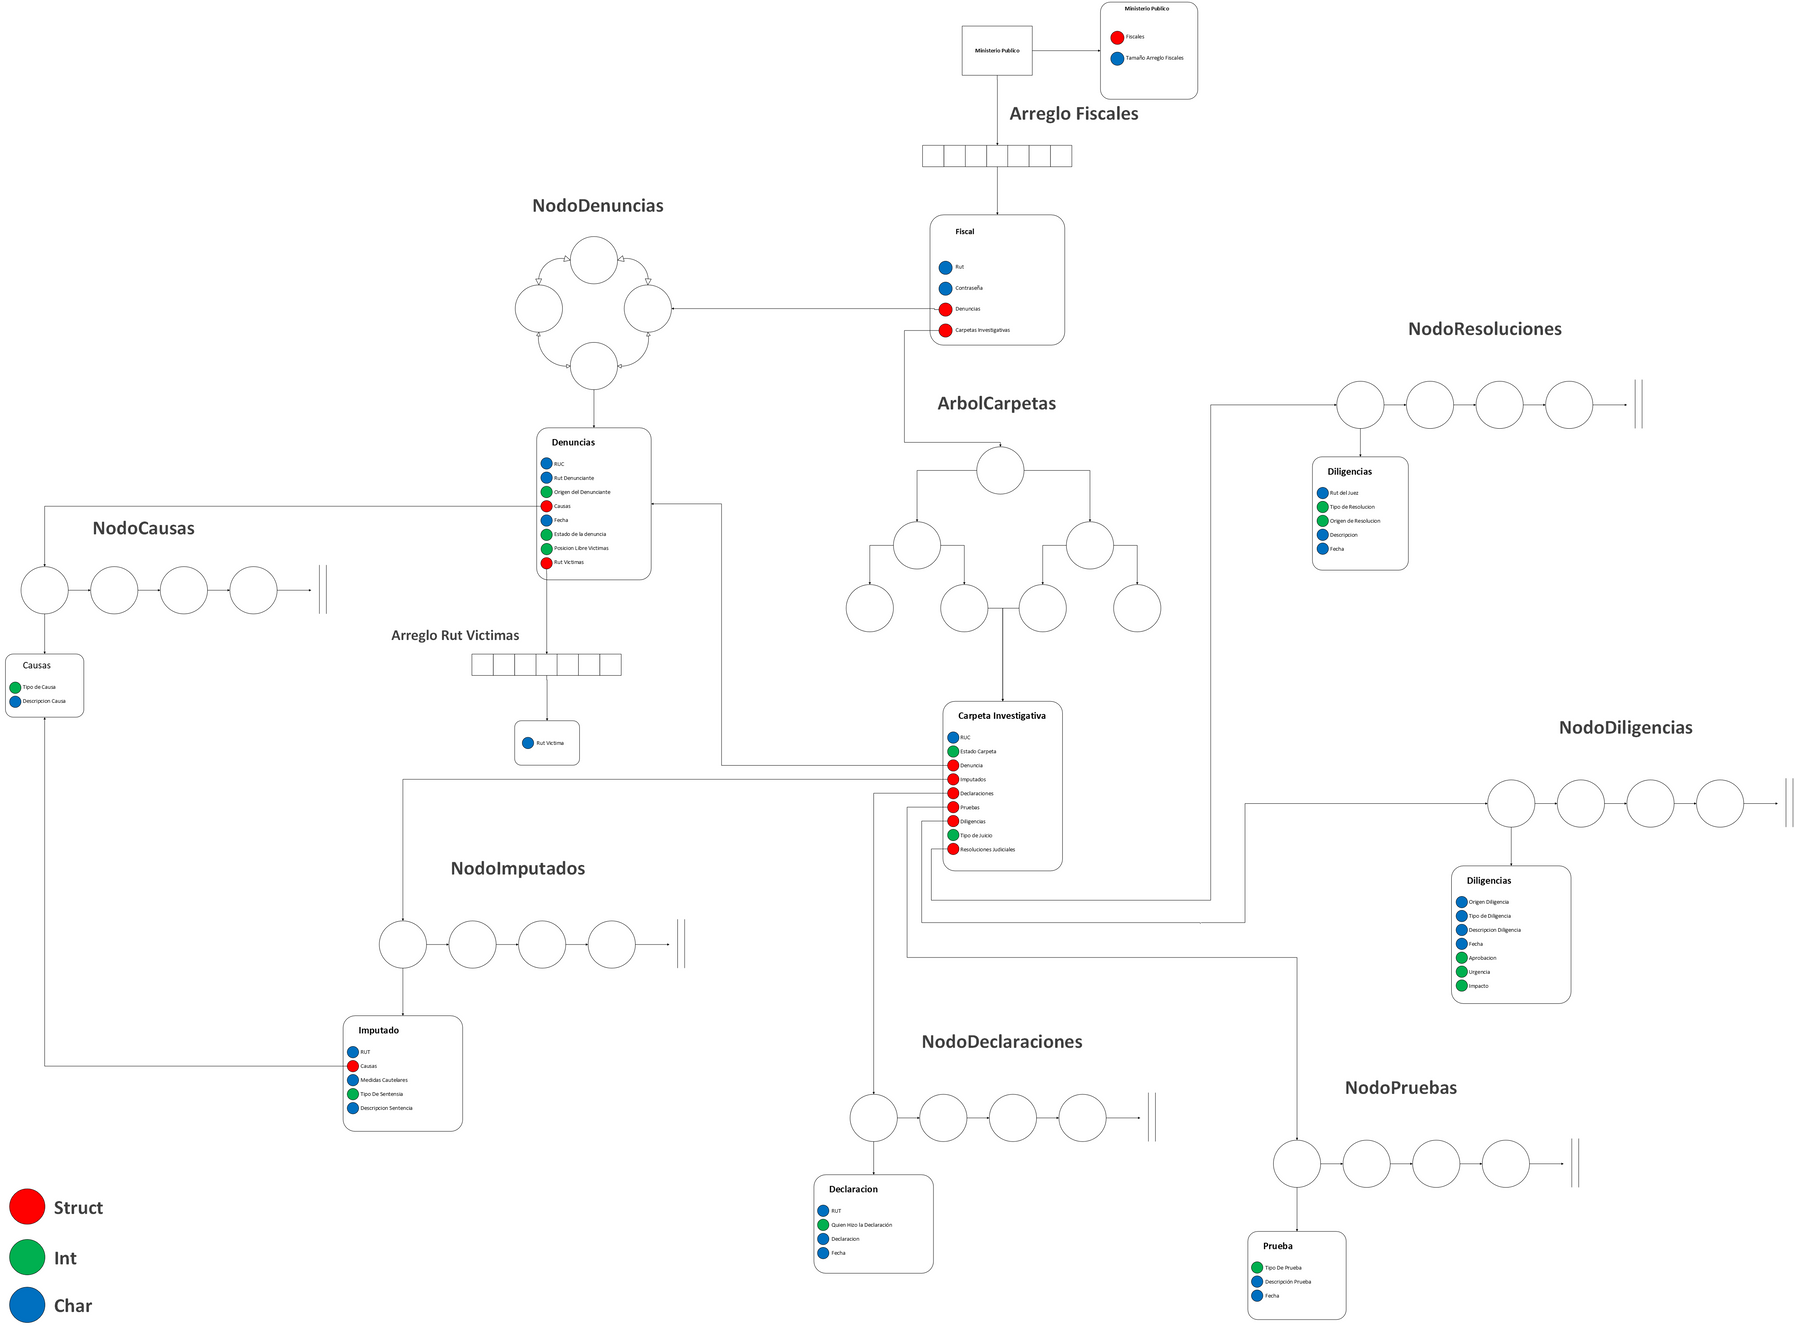 Ministerio Publico
Fiscales
Tamaño Arreglo Fiscales
Ministerio Publico
Arreglo Fiscales
NodoDenuncias
Fiscal
Rut
Contraseña
Denuncias
Carpetas Investigativas
NodoResoluciones
ArbolCarpetas
Denuncias
RUC
Rut Denunciante
Origen del Denunciante
Causas
Fecha
Estado de la denuncia
Posicion Libre Victimas
Rut Victimas
Diligencias
Rut del Juez
Tipo de Resolucion
Origen de Resolucion
Descripcion
Fecha
NodoCausas
Arreglo Rut Victimas
Causas
Tipo de Causa
Descripcion Causa
Rut Victima
Carpeta Investigativa
RUC
Estado Carpeta
Denuncia
Imputados
Declaraciones
Pruebas
Diligencias
Tipo de Juicio
Resoluciones Judiciales
NodoDiligencias
NodoImputados
Diligencias
Origen Diligencia
Tipo de Diligencia
Descripcion Diligencia
Fecha
Aprobacion
Urgencia
Impacto
Imputado
RUT
Causas
Medidas Cautelares
Tipo De Sentensia
Descripcion Sentencia
NodoDeclaraciones
NodoPruebas
Declaracion
RUT
Quien Hizo la Declaración
Declaracion
Fecha
Prueba
Tipo De Prueba
Descripción Prueba
Fecha
Struct
Int
Char